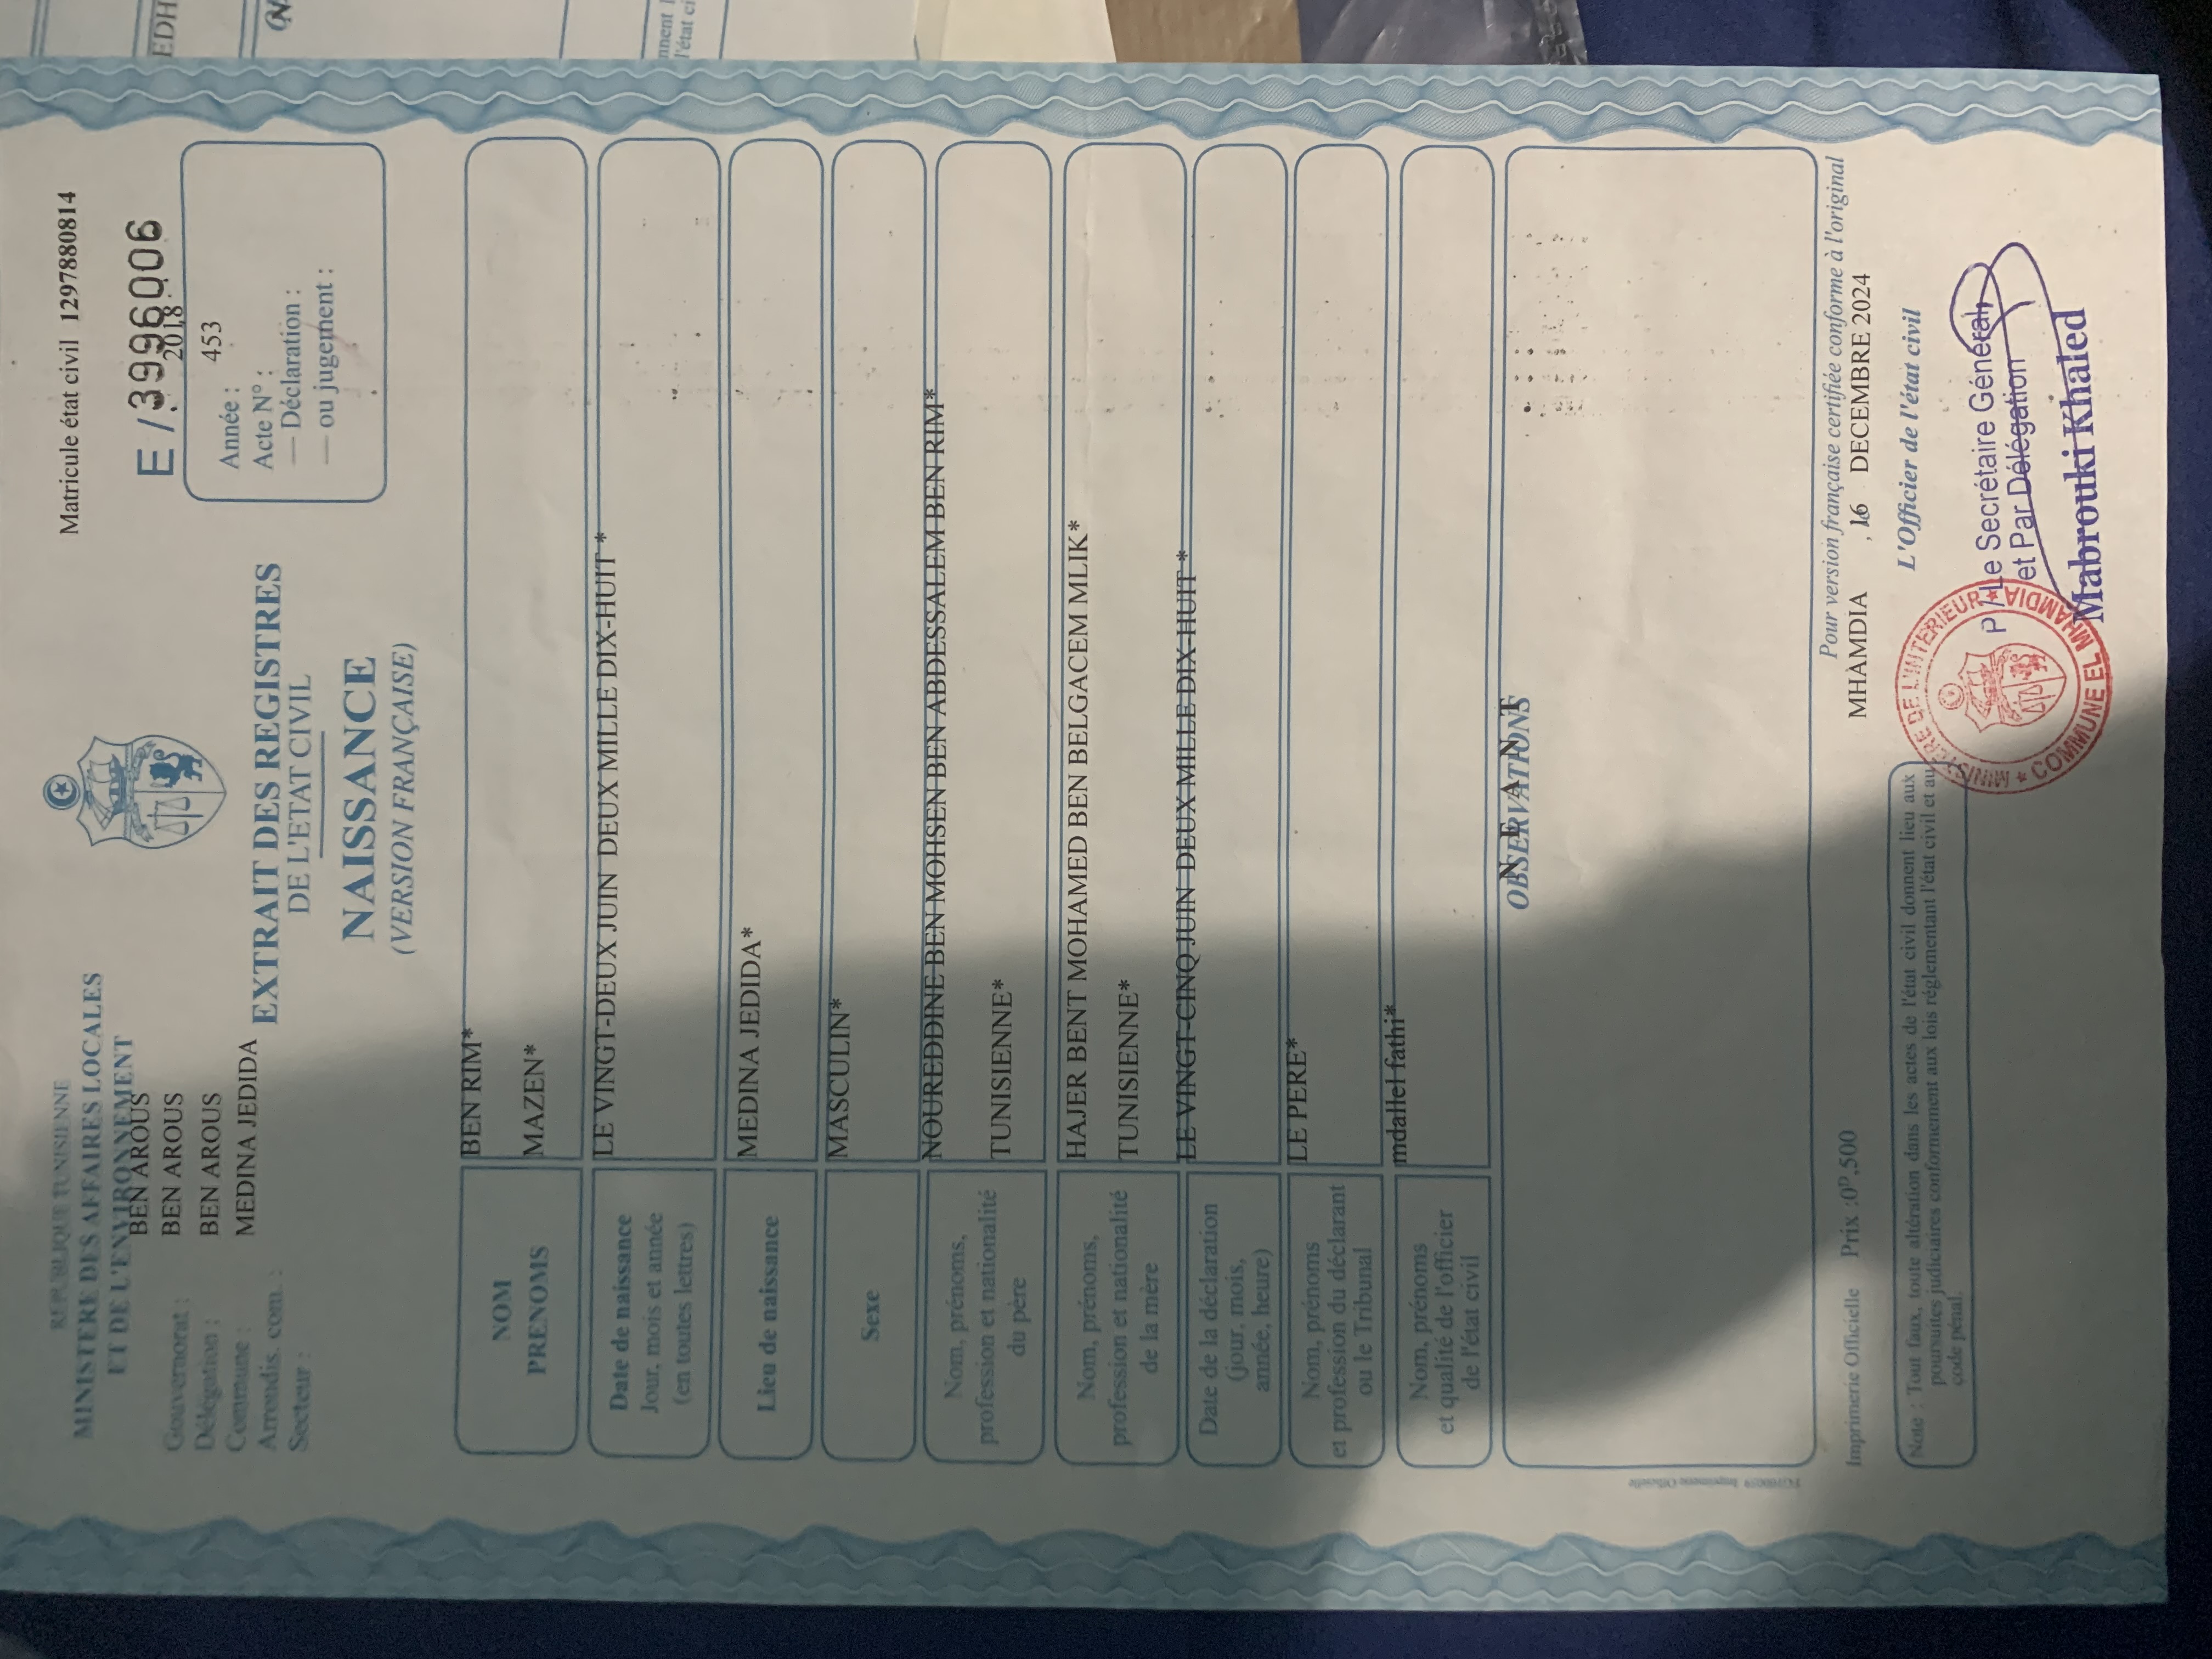 REPUBLIQUE TUNISIENNE
MINISTERE DES AFFAIRES LOCALES
ET DE L'ENVIRONNEMENT
Gouvernorat : BEN AROUS
Délégation : BEN AROUS
Commune : BEN AROUS
Arrondis. com. : MEDINA JEDIDA
Secteur :
Matricule état civil 1297880814
E / 3996006
Année : 2018
Acte N° : 453
— Déclaration :
— ou jugement :
EXTRAIT DES REGISTRES
DE L'ETAT CIVIL
NAISSANCE
(VERSION FRANÇAISE)
NOM BEN RIM*
PRENOMS MAZEN*
Date de naissance
Jour, mois et année
(en toutes lettres)
LE VINGT-DEUX JUIN DEUX MILLE DIX-HUIT *
Lieu de naissance MEDINA JEDIDA*
Sexe MASCULIN*
Nom, prénoms,
profession et nationalité
du père
NOUREDDINE BEN MOHSEN BEN ABDESSALEM BEN RIM*
TUNISIENNE*
Nom, prénoms,
profession et nationalité
de la mère
HAJER BENT MOHAMED BEN BELGACEM MLIK*
TUNISIENNE*
Date de la déclaration
(jour, mois,
année, heure)
LE VINGT-CINQ JUIN DEUX MILLE DIX-HUIT *
Nom, prénoms
et profession du déclarant
ou le Tribunal
LE PERE*
Nom, prénoms
et qualité de l'officier
de l'état civil
mdallel fathi*
OBSERVATIONS
N E A N T
Pour version française certifiée conforme à l'original
MHAMDIA , 16 DECEMBRE 2024
L'Officier de l'état civil
P / Le Secrétaire Général
et Par Délégation
Mabrouki Khaled
MINISTERE DE L'INTERIEUR
COMMUNE EL MHAMDIA
Imprimerie Officielle Prix :0ᴰ,500
Note : Tout faux, toute altération dans les actes de l'état civil donnent lieu aux
poursuites judiciaires conformement aux lois réglementant l'état civil et au
code pénal.
Imprimerie Officielle
EDH
nnent l
l'état ci